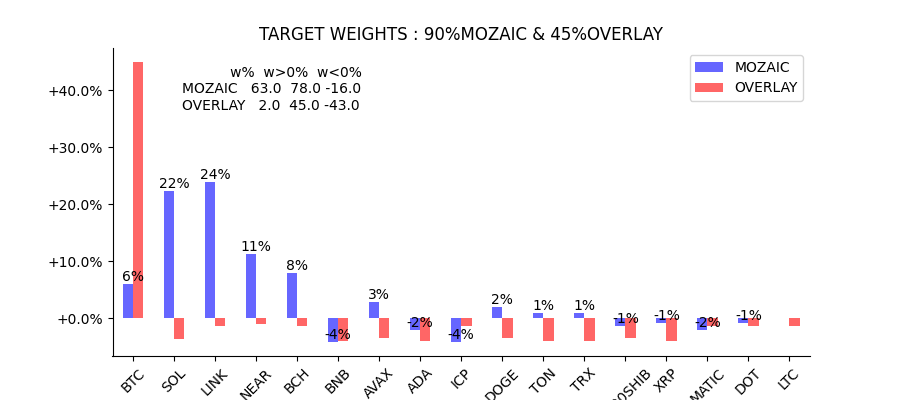 TARGET WEIGHTS : 90%MOZAIC & 45%OVERLAY
w% w>0% w<0%
MOZAIC 63.0 78.0 -16.0
OVERLAY 2.0 45.0 -43.0
MOZAIC
OVERLAY
+40.0%
+30.0%
+20.0%
+10.0%
+0.0%
6%
22%
24%
11%
8%
-4%
3%
-2%
-4%
2%
1%
1%
-1%
-1%
-2%
-1%
BTC
SOL
LINK
NEAR
BCH
BNB
AVAX
ADA
ICP
DOGE
TON
TRX
0SHIB
XRP
MATIC
DOT
LTC